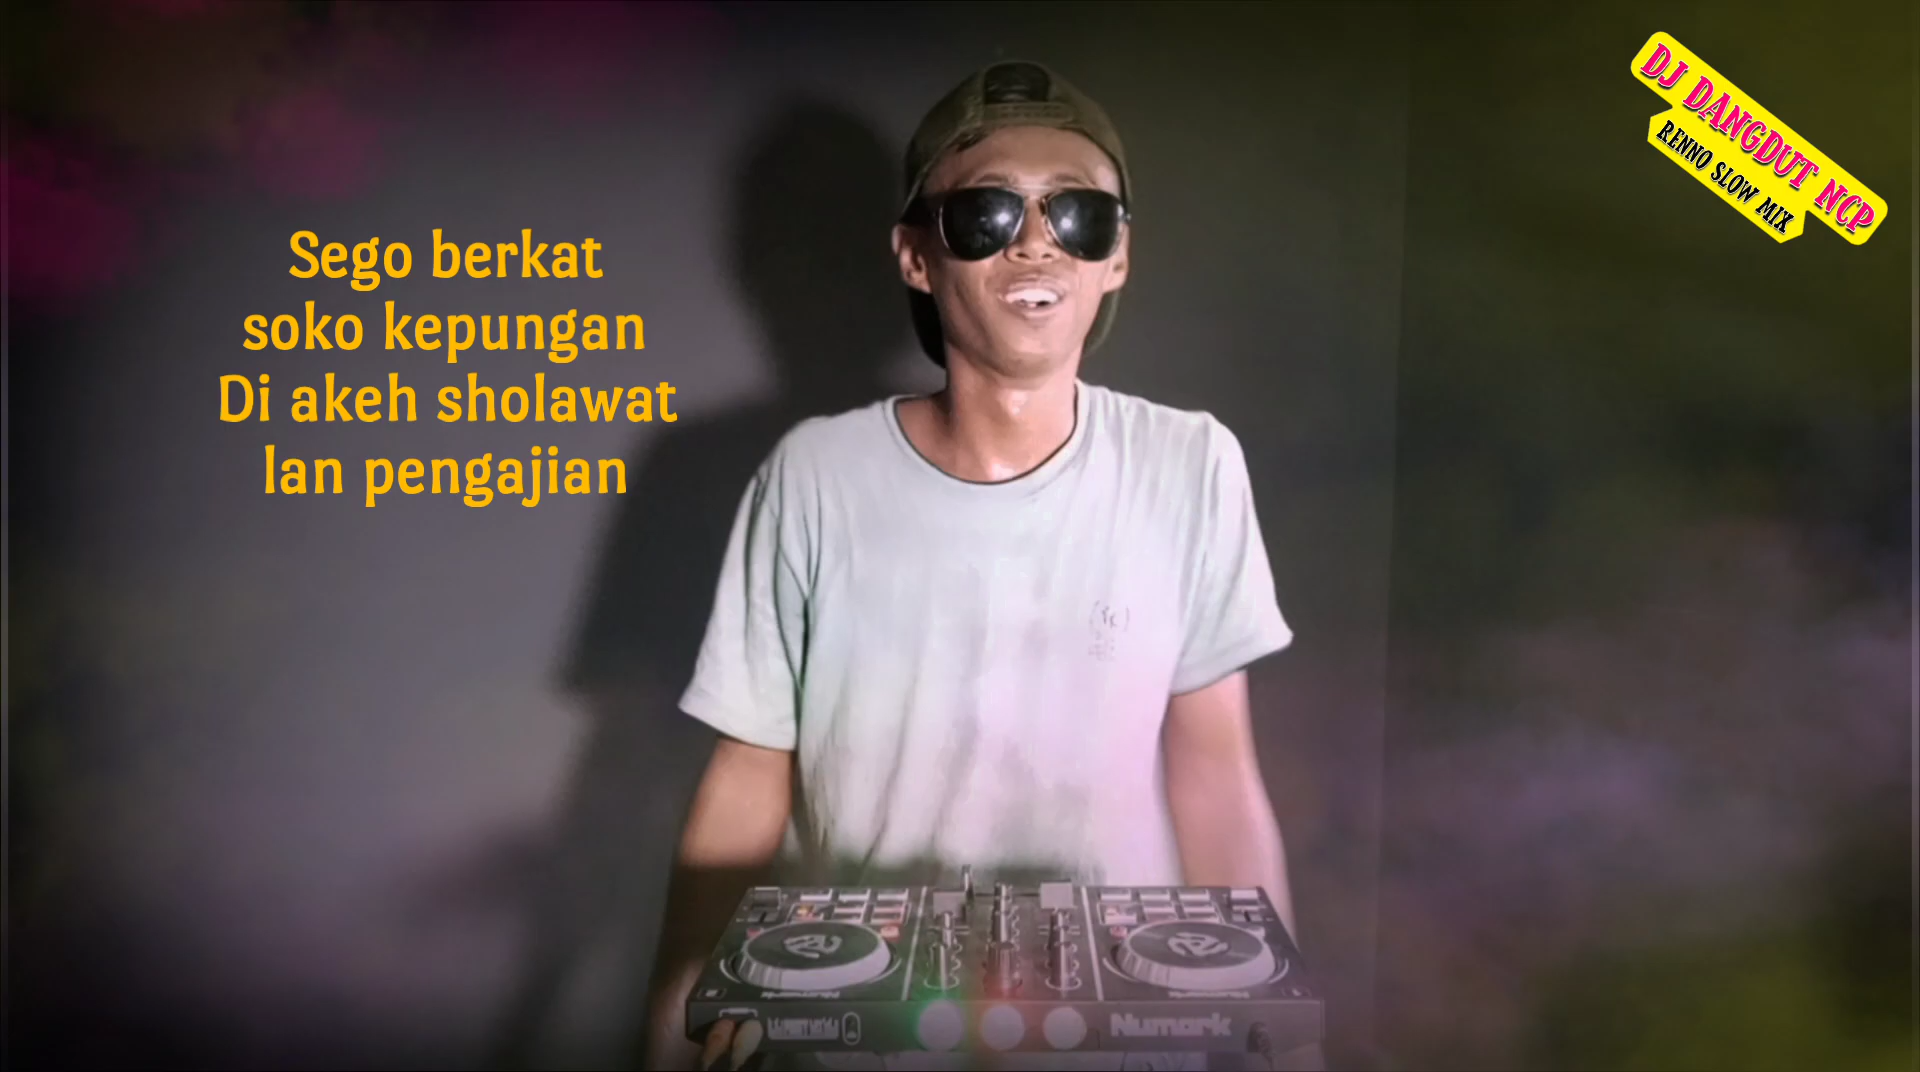 Sego berkat
soko kepungan
Di akeh sholawat
lan pengajian
DJ DANGDUT NCP
RENNO SLOW MIX
Numark